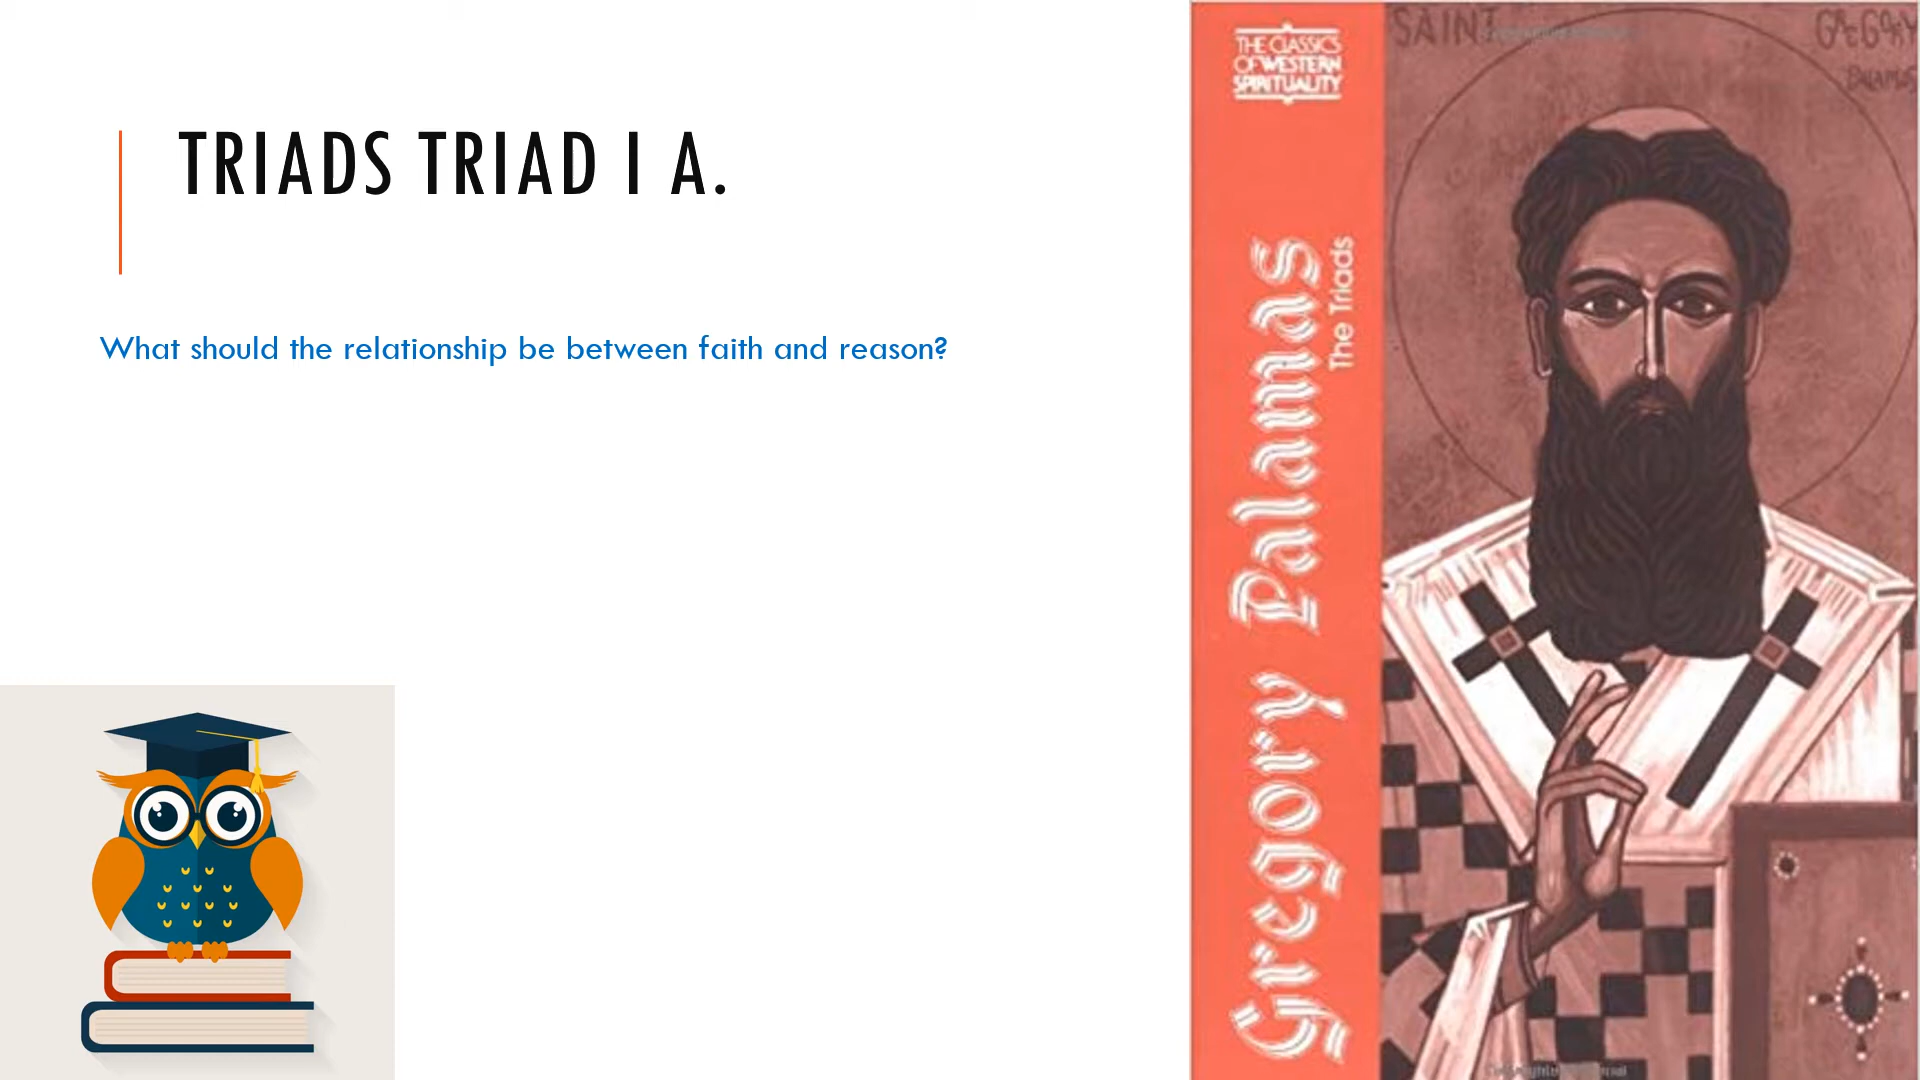 TRIADS TRIAD I A.
What should the relationship be between faith and reason?
THE CLASSICS
OF WESTERN
SPIRITUALITY
Gregory Palamas
The Triads
SAINT
GREGORY